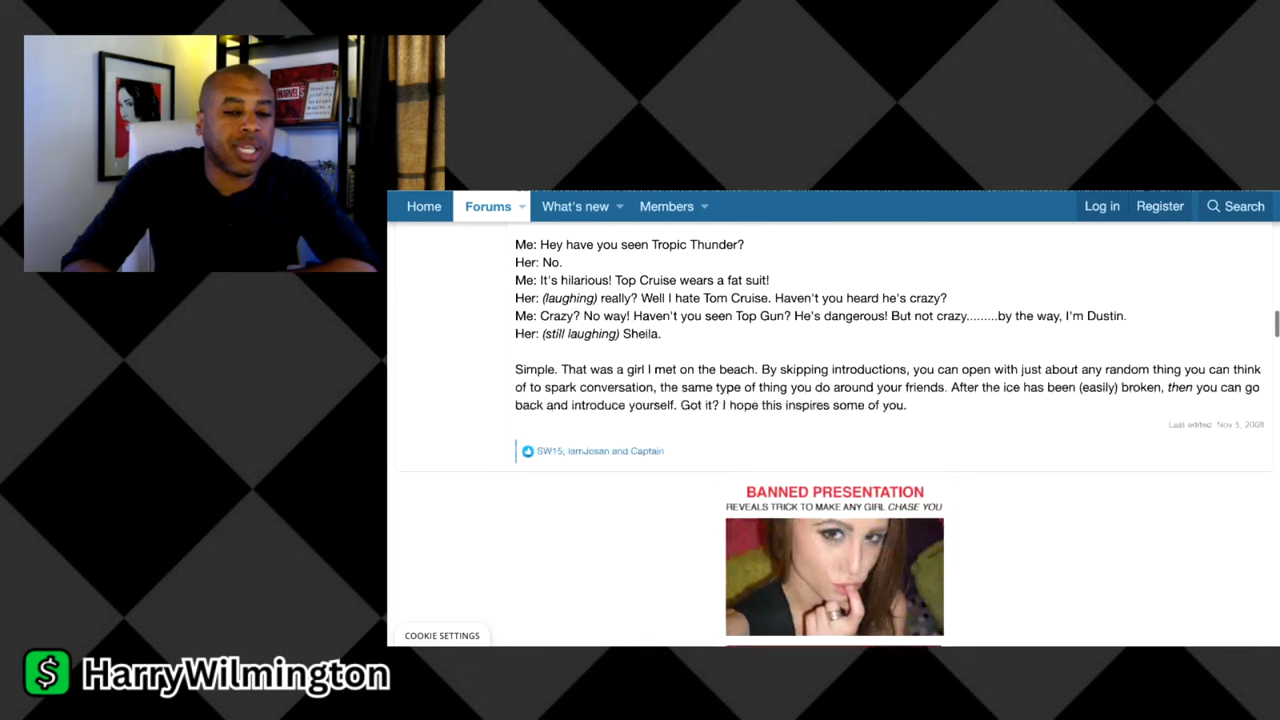 MARVEL
Home
Forums
What's new
Members
Log in
Register
Search
Me: Hey have you seen Tropic Thunder?
Her: No.
Me: It's hilarious! Top Cruise wears a fat suit!
Her: (laughing) really? Well I hate Tom Cruise. Haven't you heard he's crazy?
Me: Crazy? No way! Haven't you seen Top Gun? He's dangerous! But not crazy.........by the way, I'm Dustin.
Her: (still laughing) Sheila.
Simple. That was a girl I met on the beach. By skipping introductions, you can open with just about any random thing you can think
of to spark conversation, the same type of thing you do around your friends. After the ice has been (easily) broken, then you can go
back and introduce yourself. Got it? I hope this inspires some of you.
Last edited: Nov 5, 2008
SW15, IamJosan and Captain
BANNED PRESENTATION
REVEALS TRICK TO MAKE ANY GIRL CHASE YOU
COOKIE SETTINGS
$ HarryWilmington